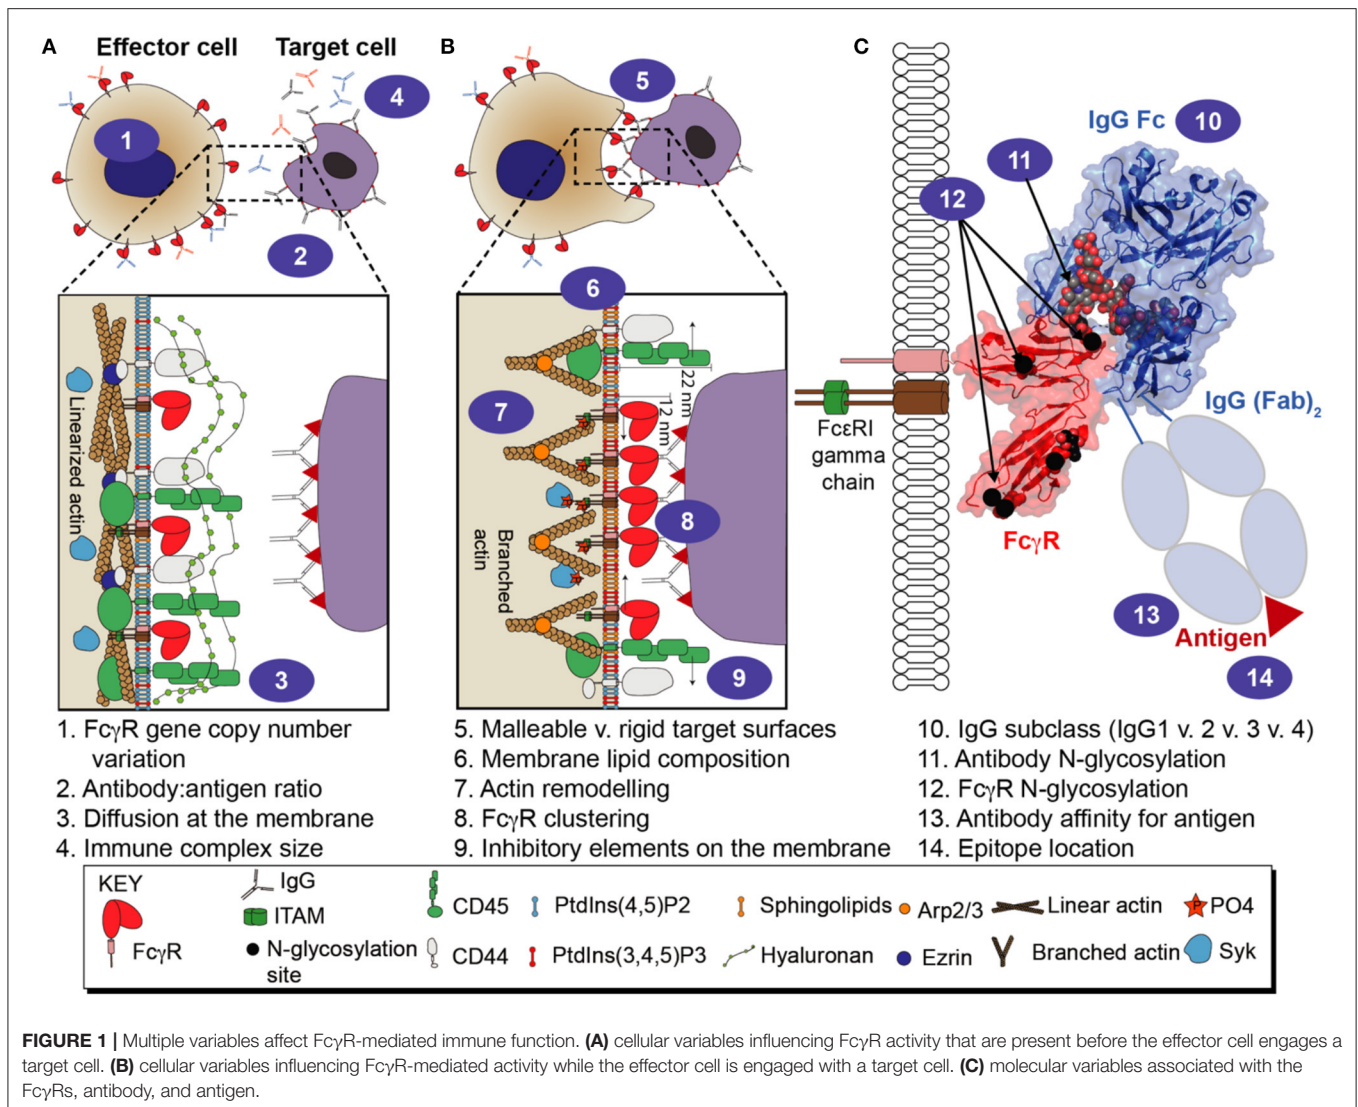 A Effector cell Target cell
1
4
2
Linearized actin
3
B
5
6
7
22 nm
12 nm
8
Branched
actin
9
C
IgG Fc 10
11
12
FcεRI
gamma
chain
IgG (Fab)2
FcγR
13
Antigen
14
1. FcγR gene copy number
variation
2. Antibody:antigen ratio
3. Diffusion at the membrane
4. Immune complex size
5. Malleable v. rigid target surfaces
6. Membrane lipid composition
7. Actin remodelling
8. FcγR clustering
9. Inhibitory elements on the membrane
10. IgG subclass (IgG1 v. 2 v. 3 v. 4)
11. Antibody N-glycosylation
12. FcγR N-glycosylation
13. Antibody affinity for antigen
14. Epitope location
KEY
FcγR
IgG
ITAM
N-glycosylation
site
CD45
CD44
PtdIns(4,5)P2
PtdIns(3,4,5)P3
Sphingolipids
Hyaluronan
Arp2/3
Ezrin
Linear actin
Branched actin
P PO4
Syk
FIGURE 1 | Multiple variables affect FcγR-mediated immune function. (A) cellular variables influencing FcγR activity that are present before the effector cell engages a
target cell. (B) cellular variables influencing FcγR-mediated activity while the effector cell is engaged with a target cell. (C) molecular variables associated with the
FcγRs, antibody, and antigen.